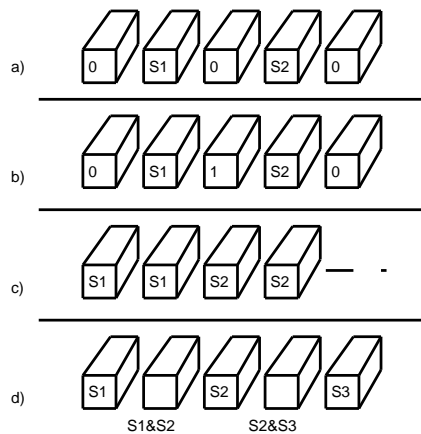 a) 0 S1 0 S2 0
b) 0 S1 1 S2 0
c) S1 S1 S2 S2
d) S1 S2 S3
S1&S2 S2&S3